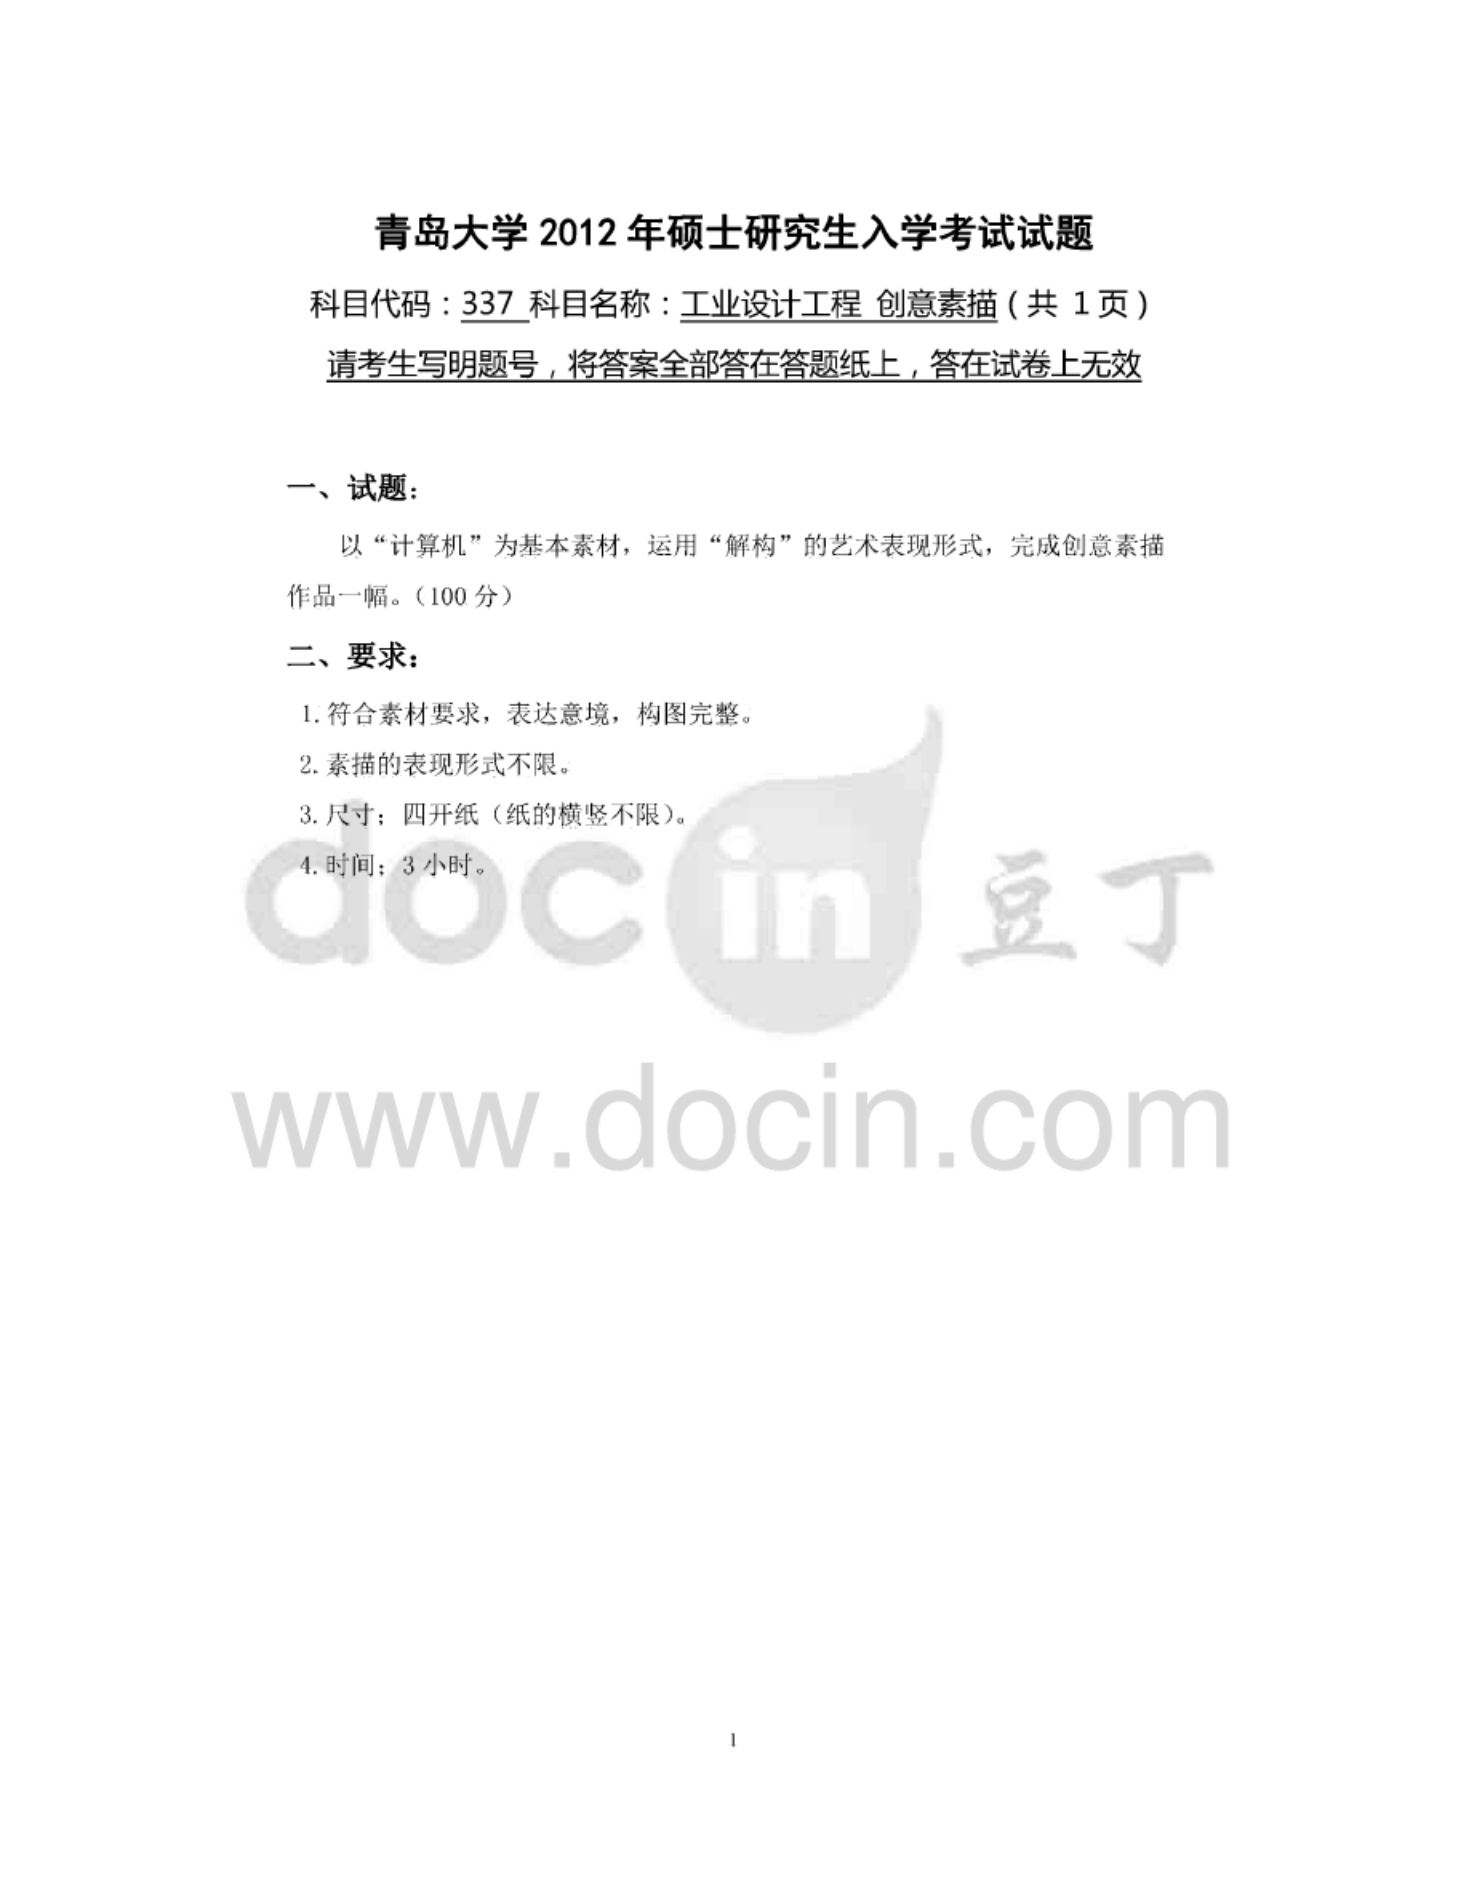 青岛大学 2012 年硕士研究生入学考试试题
科目代码：337 科目名称：工业设计工程 创意素描（共 1 页）
请考生写明题号，将答案全部答在答题纸上，答在试卷上无效
一、试题：
以“计算机”为基本素材，运用“解构”的艺术表现形式，完成创意素描
作品一幅。（100 分）
二、要求：
1. 符合素材要求，表达意境，构图完整。
2. 素描的表现形式不限。
3. 尺寸；四开纸（纸的横竖不限）。
4. 时间；3 小时。
docin 豆丁
www.docin.com
1